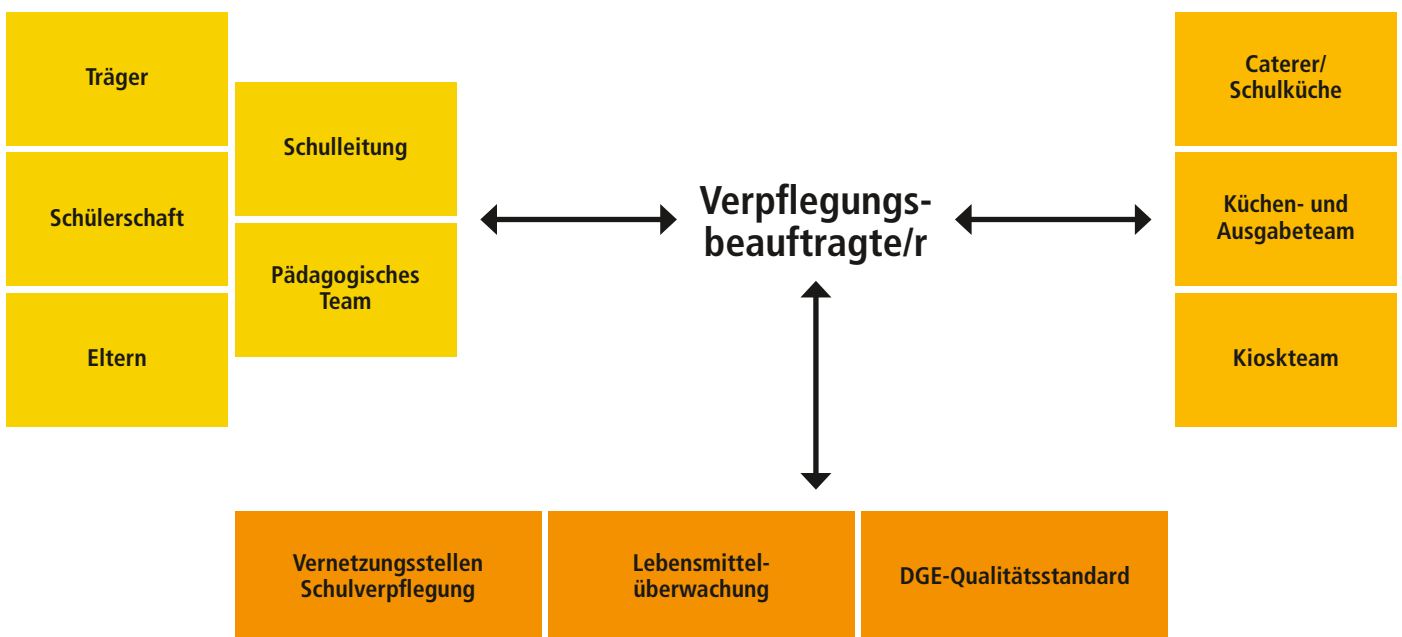 Träger
Schülerschaft
Eltern
Schulleitung
Pädagogisches
Team
Verpflegungs-
beauftragte/r
Caterer/
Schulküche
Küchen- und
Ausgabeteam
Kioskteam
Vernetzungsstellen
Schulverpflegung
Lebensmittel-
überwachung
DGE-Qualitätsstandard